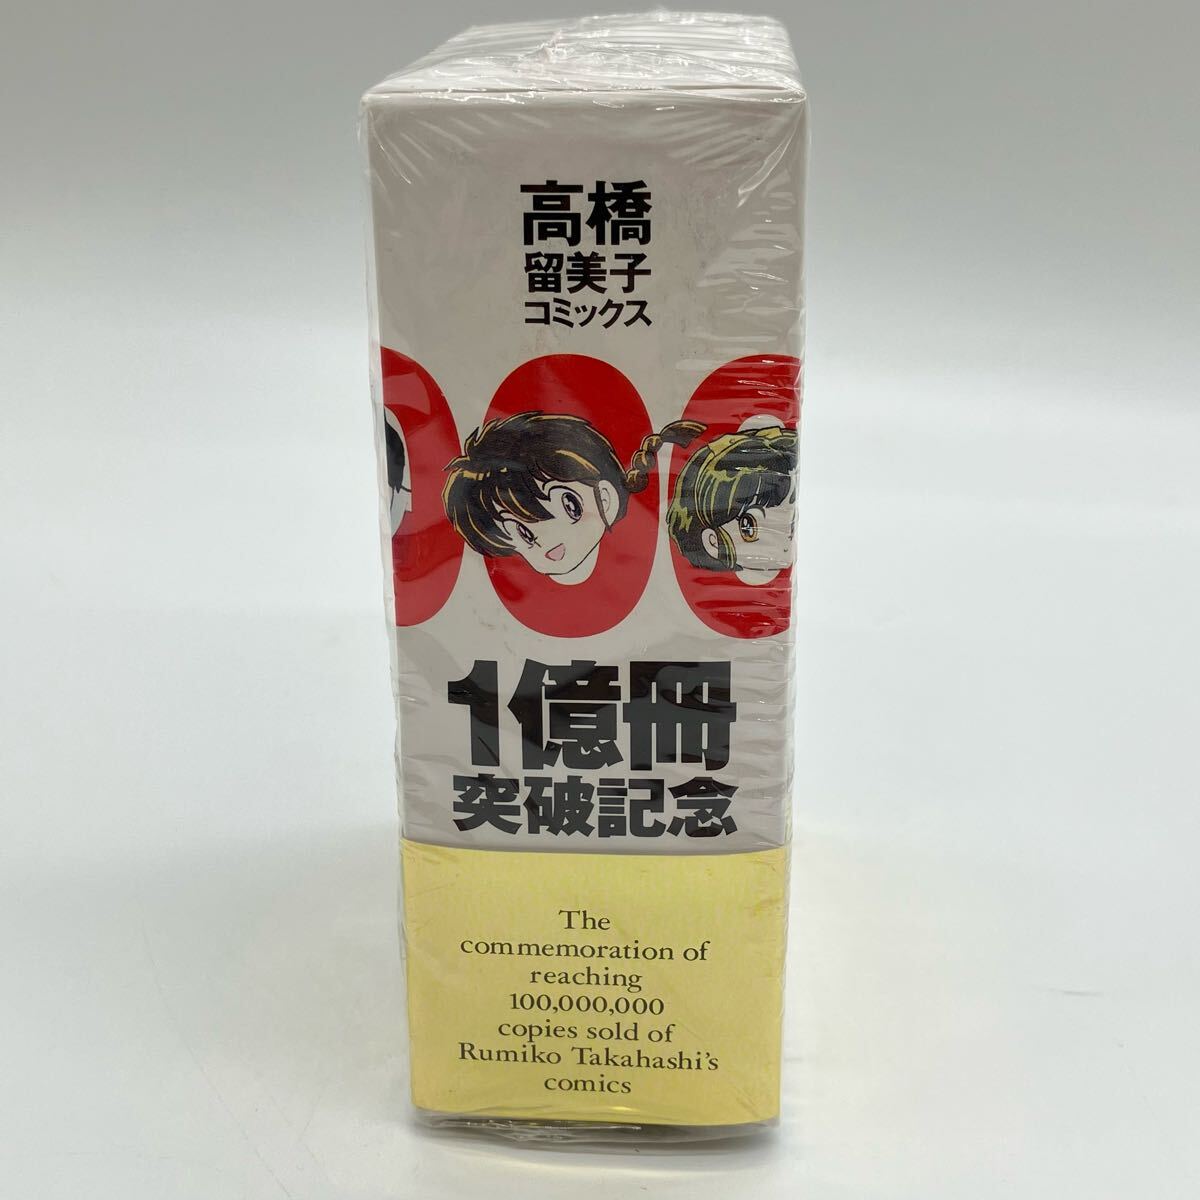 高橋
留美子
コミックス
000
1億冊
突破記念
The
commemoration of
reaching
100,000,000
copies sold of
Rumiko Takahashi's
comics